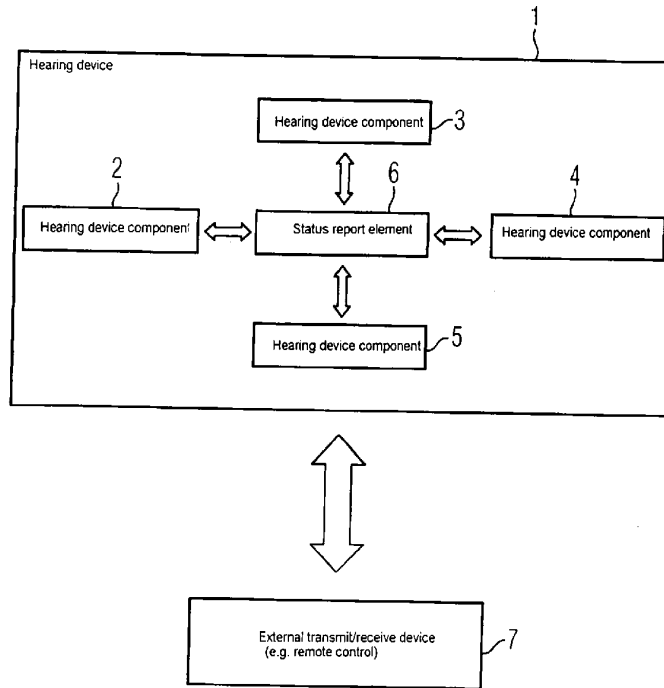 1
Hearing device
Hearing device component
3
2
6
4
Hearing device component
Status report element
Hearing device component
Hearing device component
5
External transmit/receive device
(e.g. remote control)
7